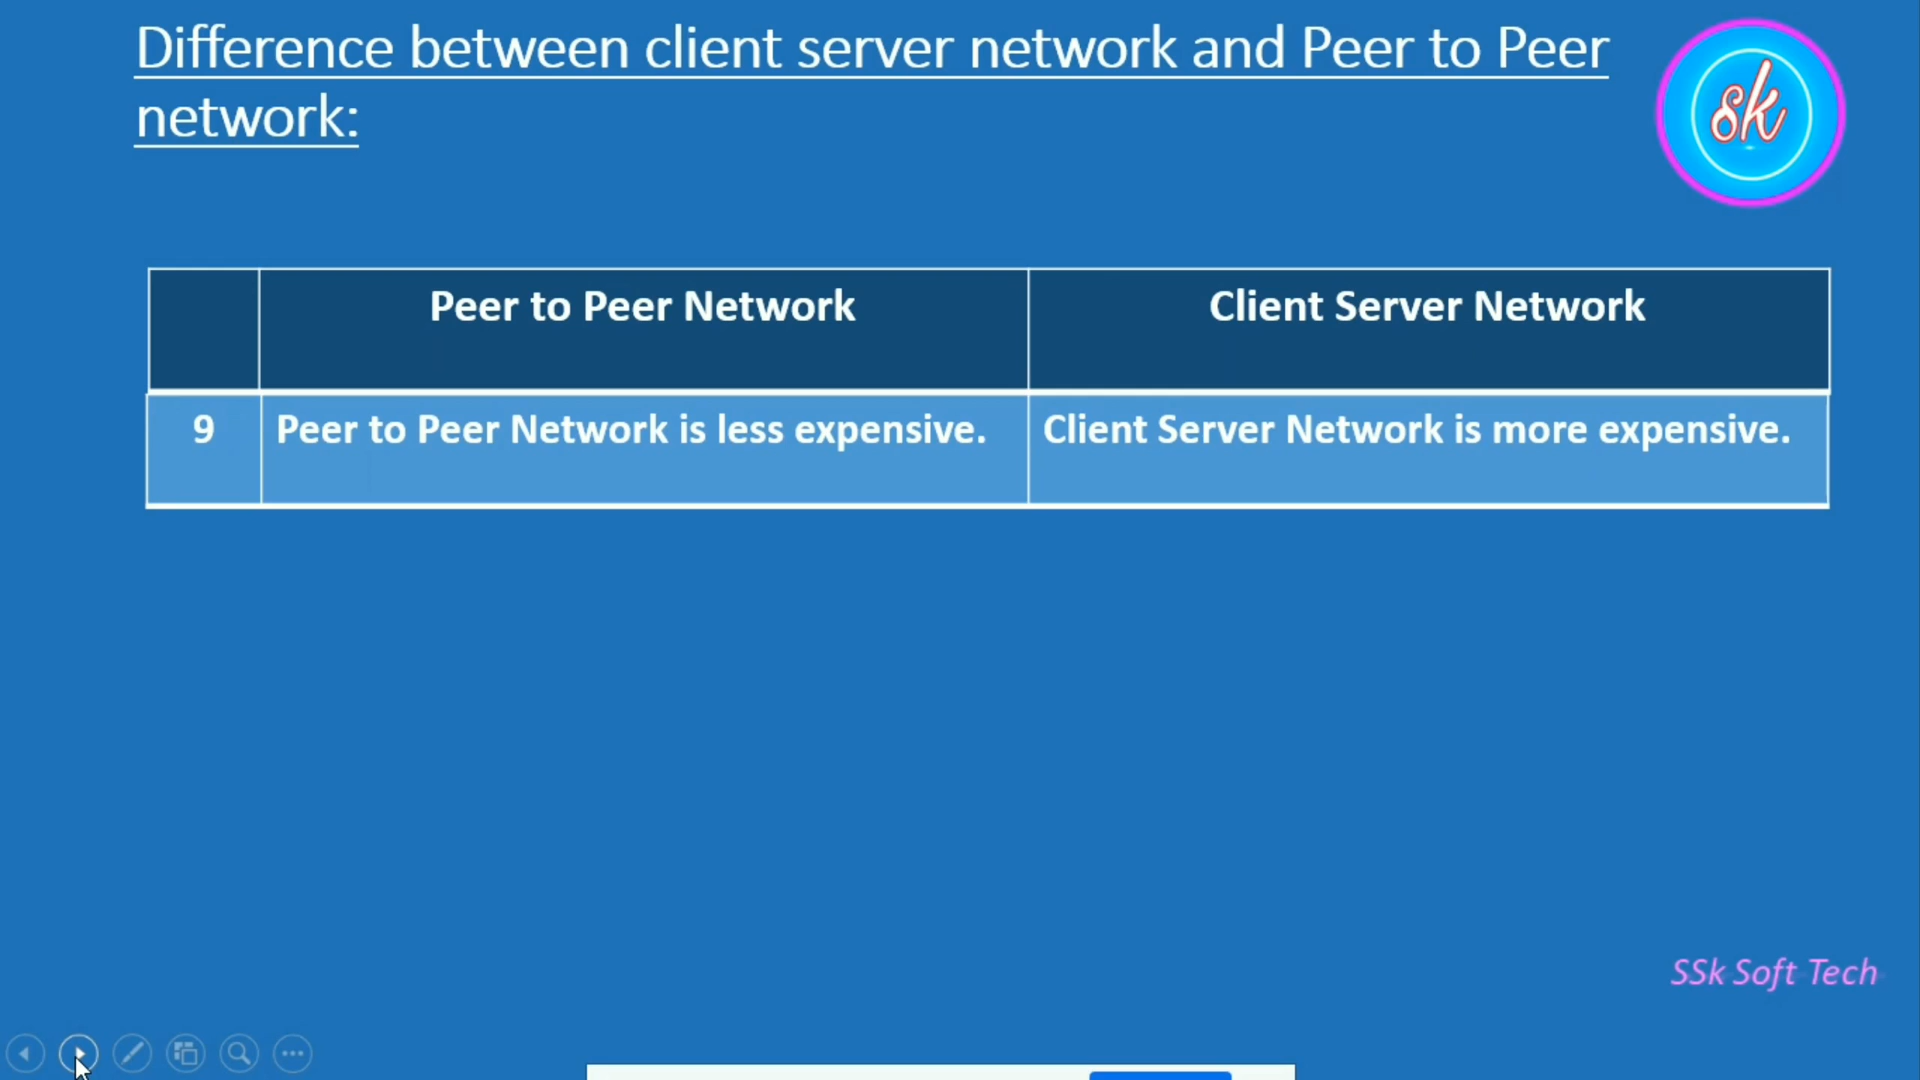 Difference between client server network and Peer to Peer
network:
sk
Peer to Peer Network
Client Server Network
9
Peer to Peer Network is less expensive.
Client Server Network is more expensive.
SSk Soft Tech